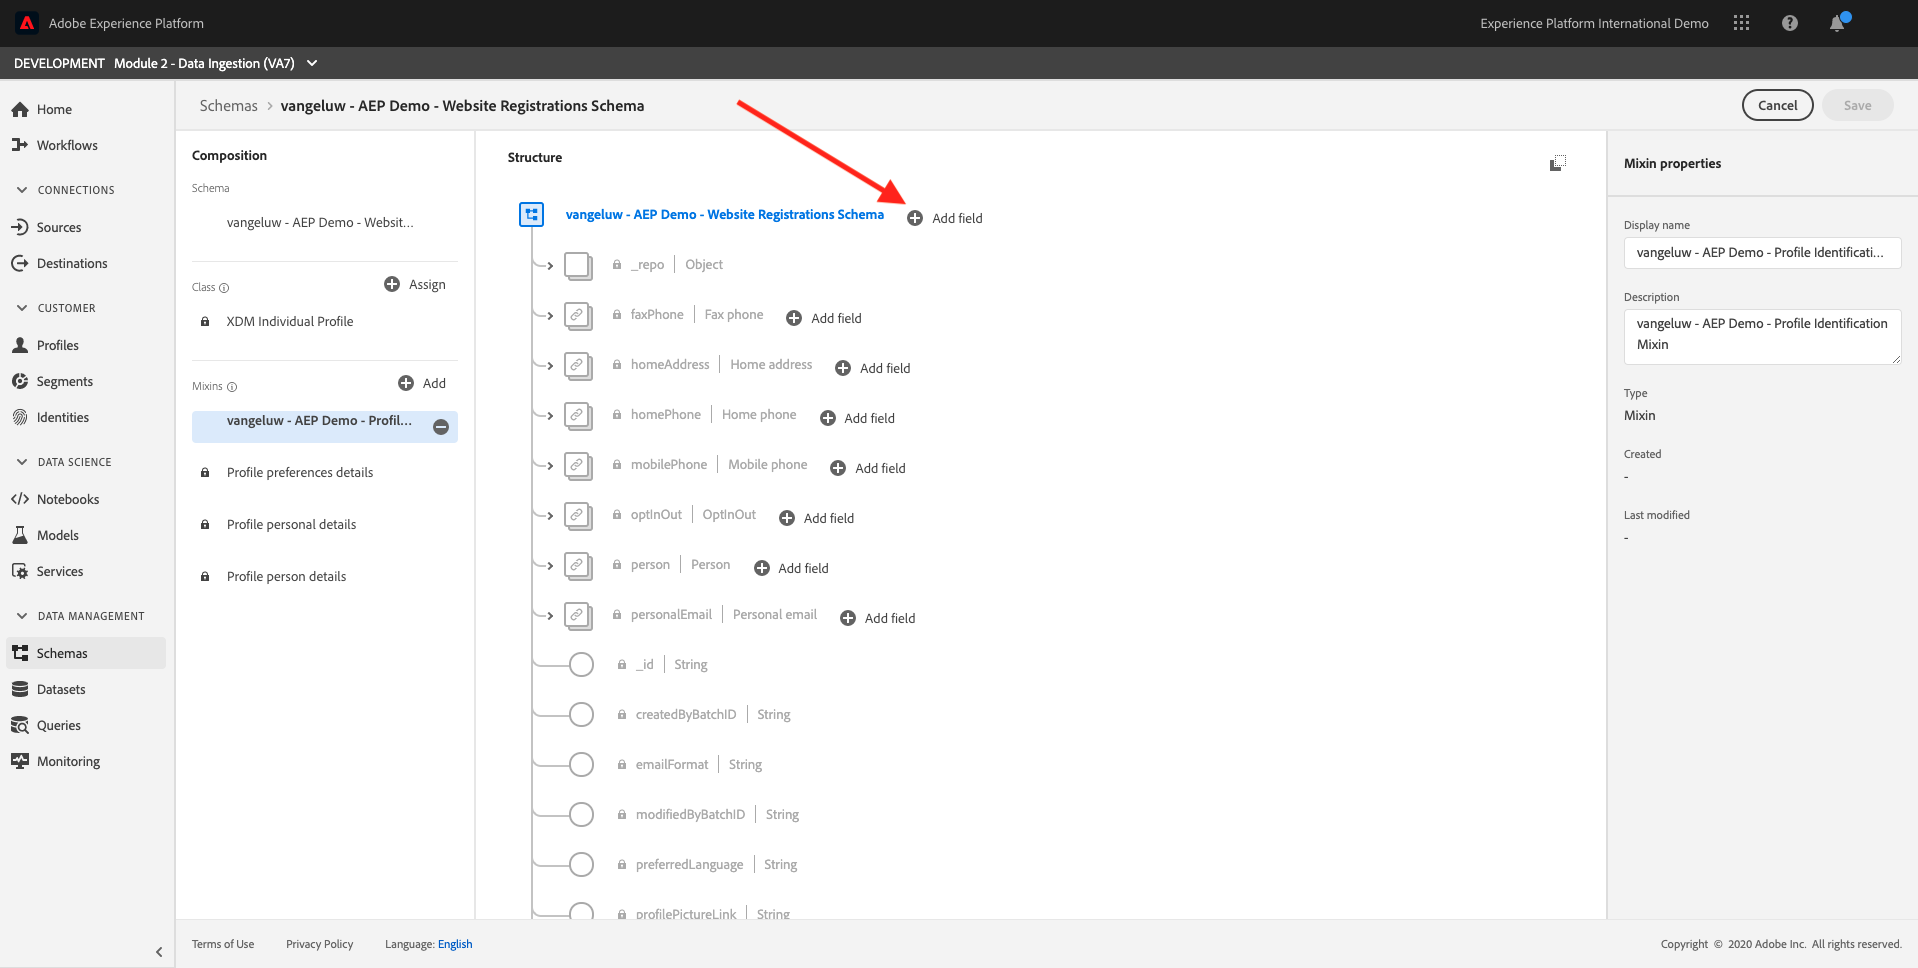 Adobe Experience Platform
Experience Platform International Demo
DEVELOPMENT Module 2 - Data Ingestion (VA7)
Home
Workflows
CONNECTIONS
Sources
Destinations
CUSTOMER
Profiles
Segments
Identities
DATA SCIENCE
Notebooks
Models
Services
DATA MANAGEMENT
Schemas
Datasets
Queries
Monitoring
Schemas > vangeluw - AEP Demo - Website Registrations Schema
Cancel
Save
Composition
Schema
vangeluw - AEP Demo - Websit...
Class
Assign
XDM Individual Profile
Mixins
Add
vangeluw - AEP Demo - Profil...
Profile preferences details
Profile personal details
Profile person details
Structure
vangeluw - AEP Demo - Website Registrations Schema Add field
_repo | Object
faxPhone | Fax phone Add field
homeAddress | Home address Add field
homePhone | Home phone Add field
mobilePhone | Mobile phone Add field
optInOut | OptInOut Add field
person | Person Add field
personalEmail | Personal email Add field
_id | String
createdByBatchID | String
emailFormat | String
modifiedByBatchID | String
preferredLanguage | String
profilePictureLink | String
Mixin properties
Display name
vangeluw - AEP Demo - Profile Identificati...
Description
vangeluw - AEP Demo - Profile Identification
Mixin
Type
Mixin
Created
-
Last modified
-
Terms of Use Privacy Policy Language: English
Copyright © 2020 Adobe Inc. All rights reserved.